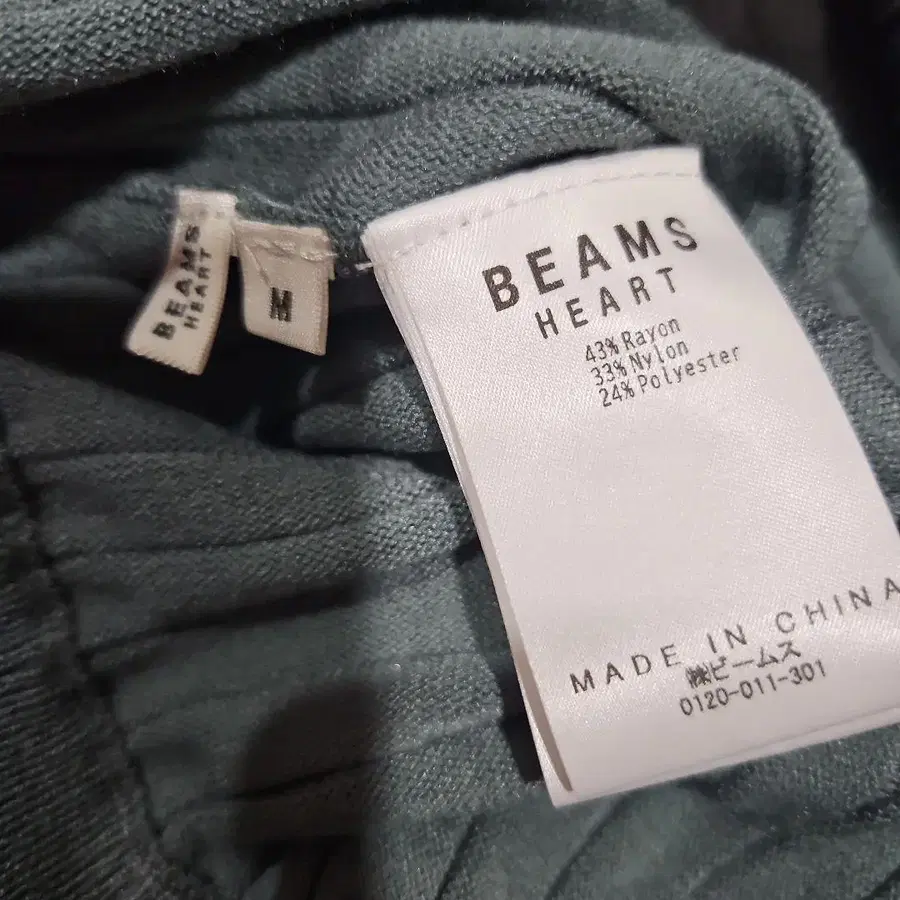 BEAMS
HEART
M
BEAMS
HEART
43% Rayon
33% Nylon
24% Polyester
MADE IN CHINA
㈱ビームス
0120-011-301